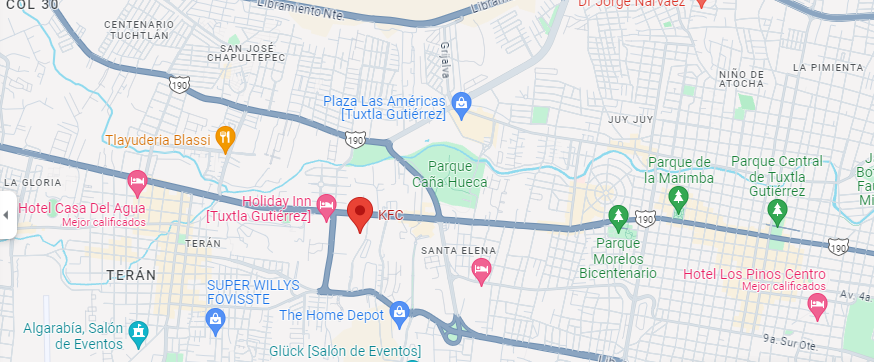 COL 30
Libramiento Nte.
Libramiento
Dr Jorge Narváez
CENTENARIO
TUCHTLÁN
SAN JOSÉ
CHAPULTEPEC
Grijalva
190
NIÑO DE
ATOCHA
LA PIMIENTA
Plaza Las Américas
[Tuxtla Gutiérrez]
JUY JUY
190
Tlayuderia Blassi
Parque
Caña Hueca
Parque de
la Marimba
Parque Central
de Tuxtla
Gutiérrez
LA GLORIA
Hotel Casa Del Agua
Mejor calificados
Holiday Inn
[Tuxtla Gutiérrez]
KFC
190
190
TERÁN
TERÁN
SANTA ELENA
Parque
Morelos
Bicentenario
Hotel Los Pinos Centro
Mejor calificados
SUPER WILLYS
FOVISSTE
Av. 4a
The Home Depot
Algarabía, Salón
de Eventos
9a. Sur Ote
Glück [Salón de Eventos]